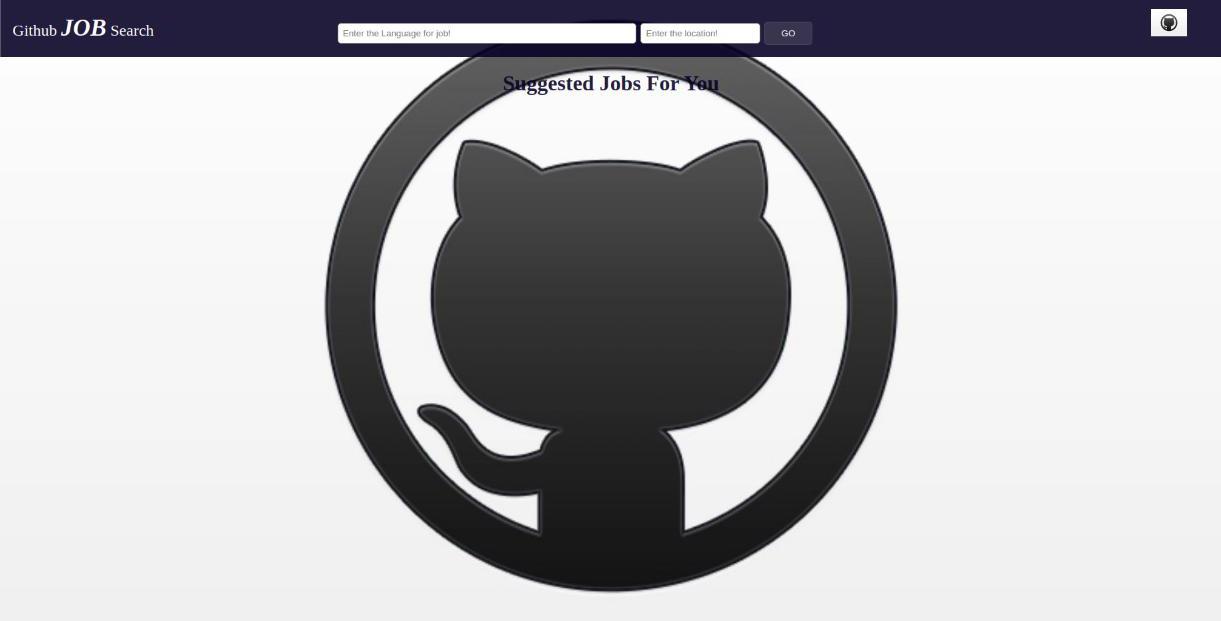 Github JOB Search
Enter the Language for job!
Enter the location!
GO
Suggested Jobs For You